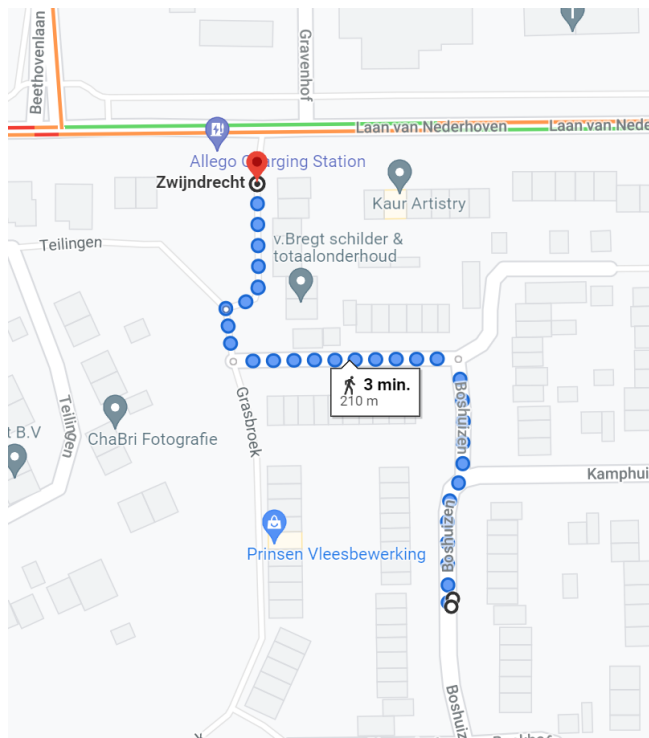 Beethovenlaan
Gravenhof
Laan van Nederhoven
Laan van Nede
Allego Charging Station
Zwijndrecht
Kaur Artistry
Teilingen
v.Bregt schilder &
totaalonderhoud
3 min.
210 m
Grasbroek
Boshuizen
Teilingen
t B.V
ChaBri Fotografie
Kamphui
Boshuizen
Prinsen Vleesbewerking
Boshuiz